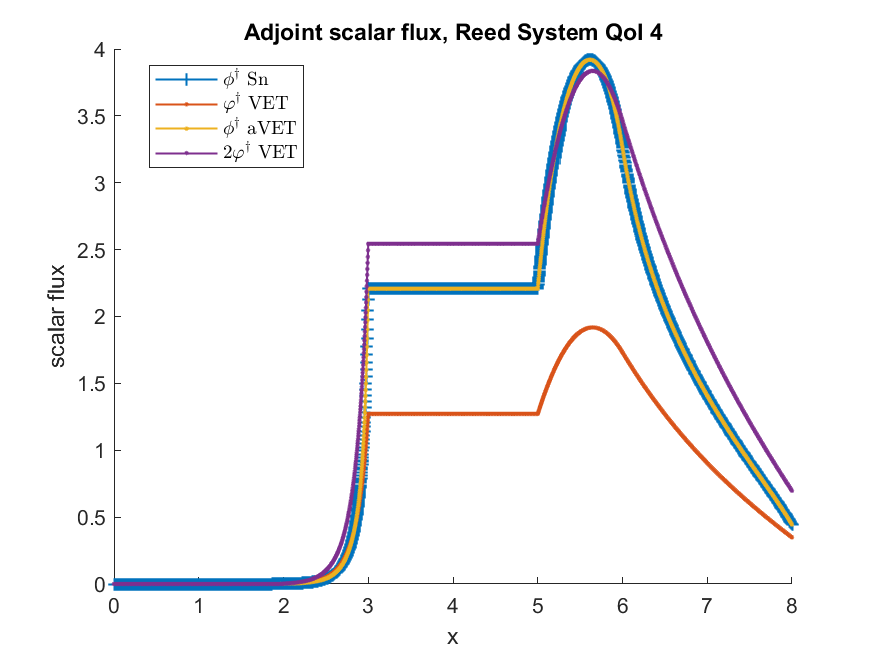 Adjoint scalar flux, Reed System QoI 4
ϕ† Sn
φ† VET
ϕ† aVET
2φ† VET
scalar flux
4
3.5
3
2.5
2
1.5
1
0.5
0
0 1 2 3 4 5 6 7 8
x